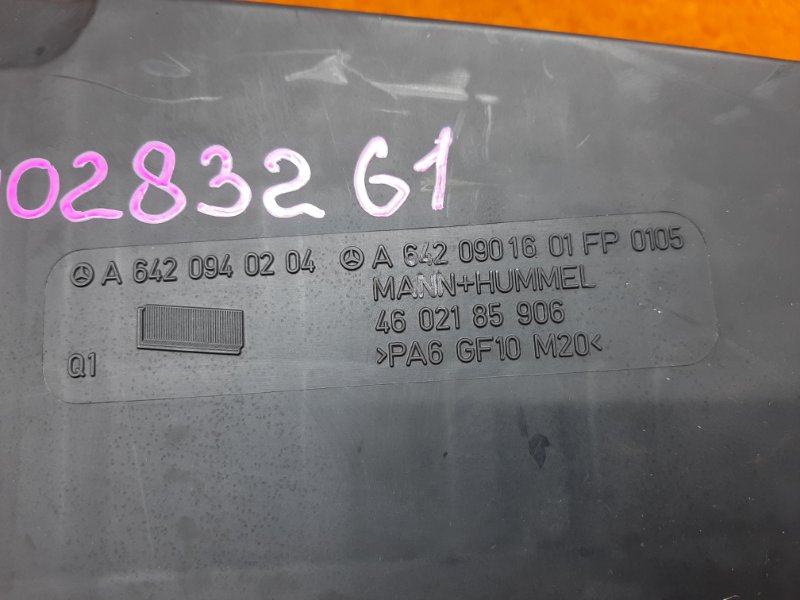 02832 G1
A 642 094 02 04
Q1
A 642 090 16 01 FP 0105
MANN+HUMMEL
46 021 85 906
>PA6 GF10 M20<